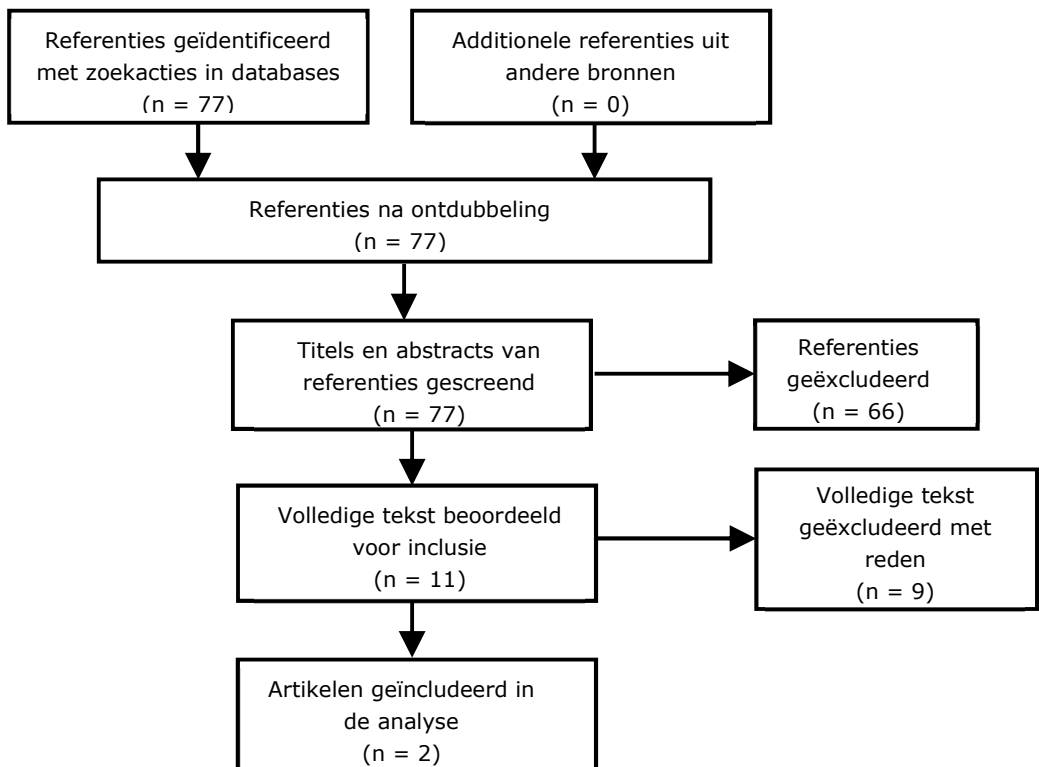 Referenties geïdentificeerd
met zoekacties in databases
(n = 77)
Additionele referenties uit
andere bronnen
(n = 0)
Referenties na ontdubbeling
(n = 77)
Titels en abstracts van
referenties gescreend
(n = 77)
Referenties
geëxcludeerd
(n = 66)
Volledige tekst beoordeeld
voor inclusie
(n = 11)
Volledige tekst
geëxcludeerd met
reden
(n = 9)
Artikelen geïncludeerd in
de analyse
(n = 2)